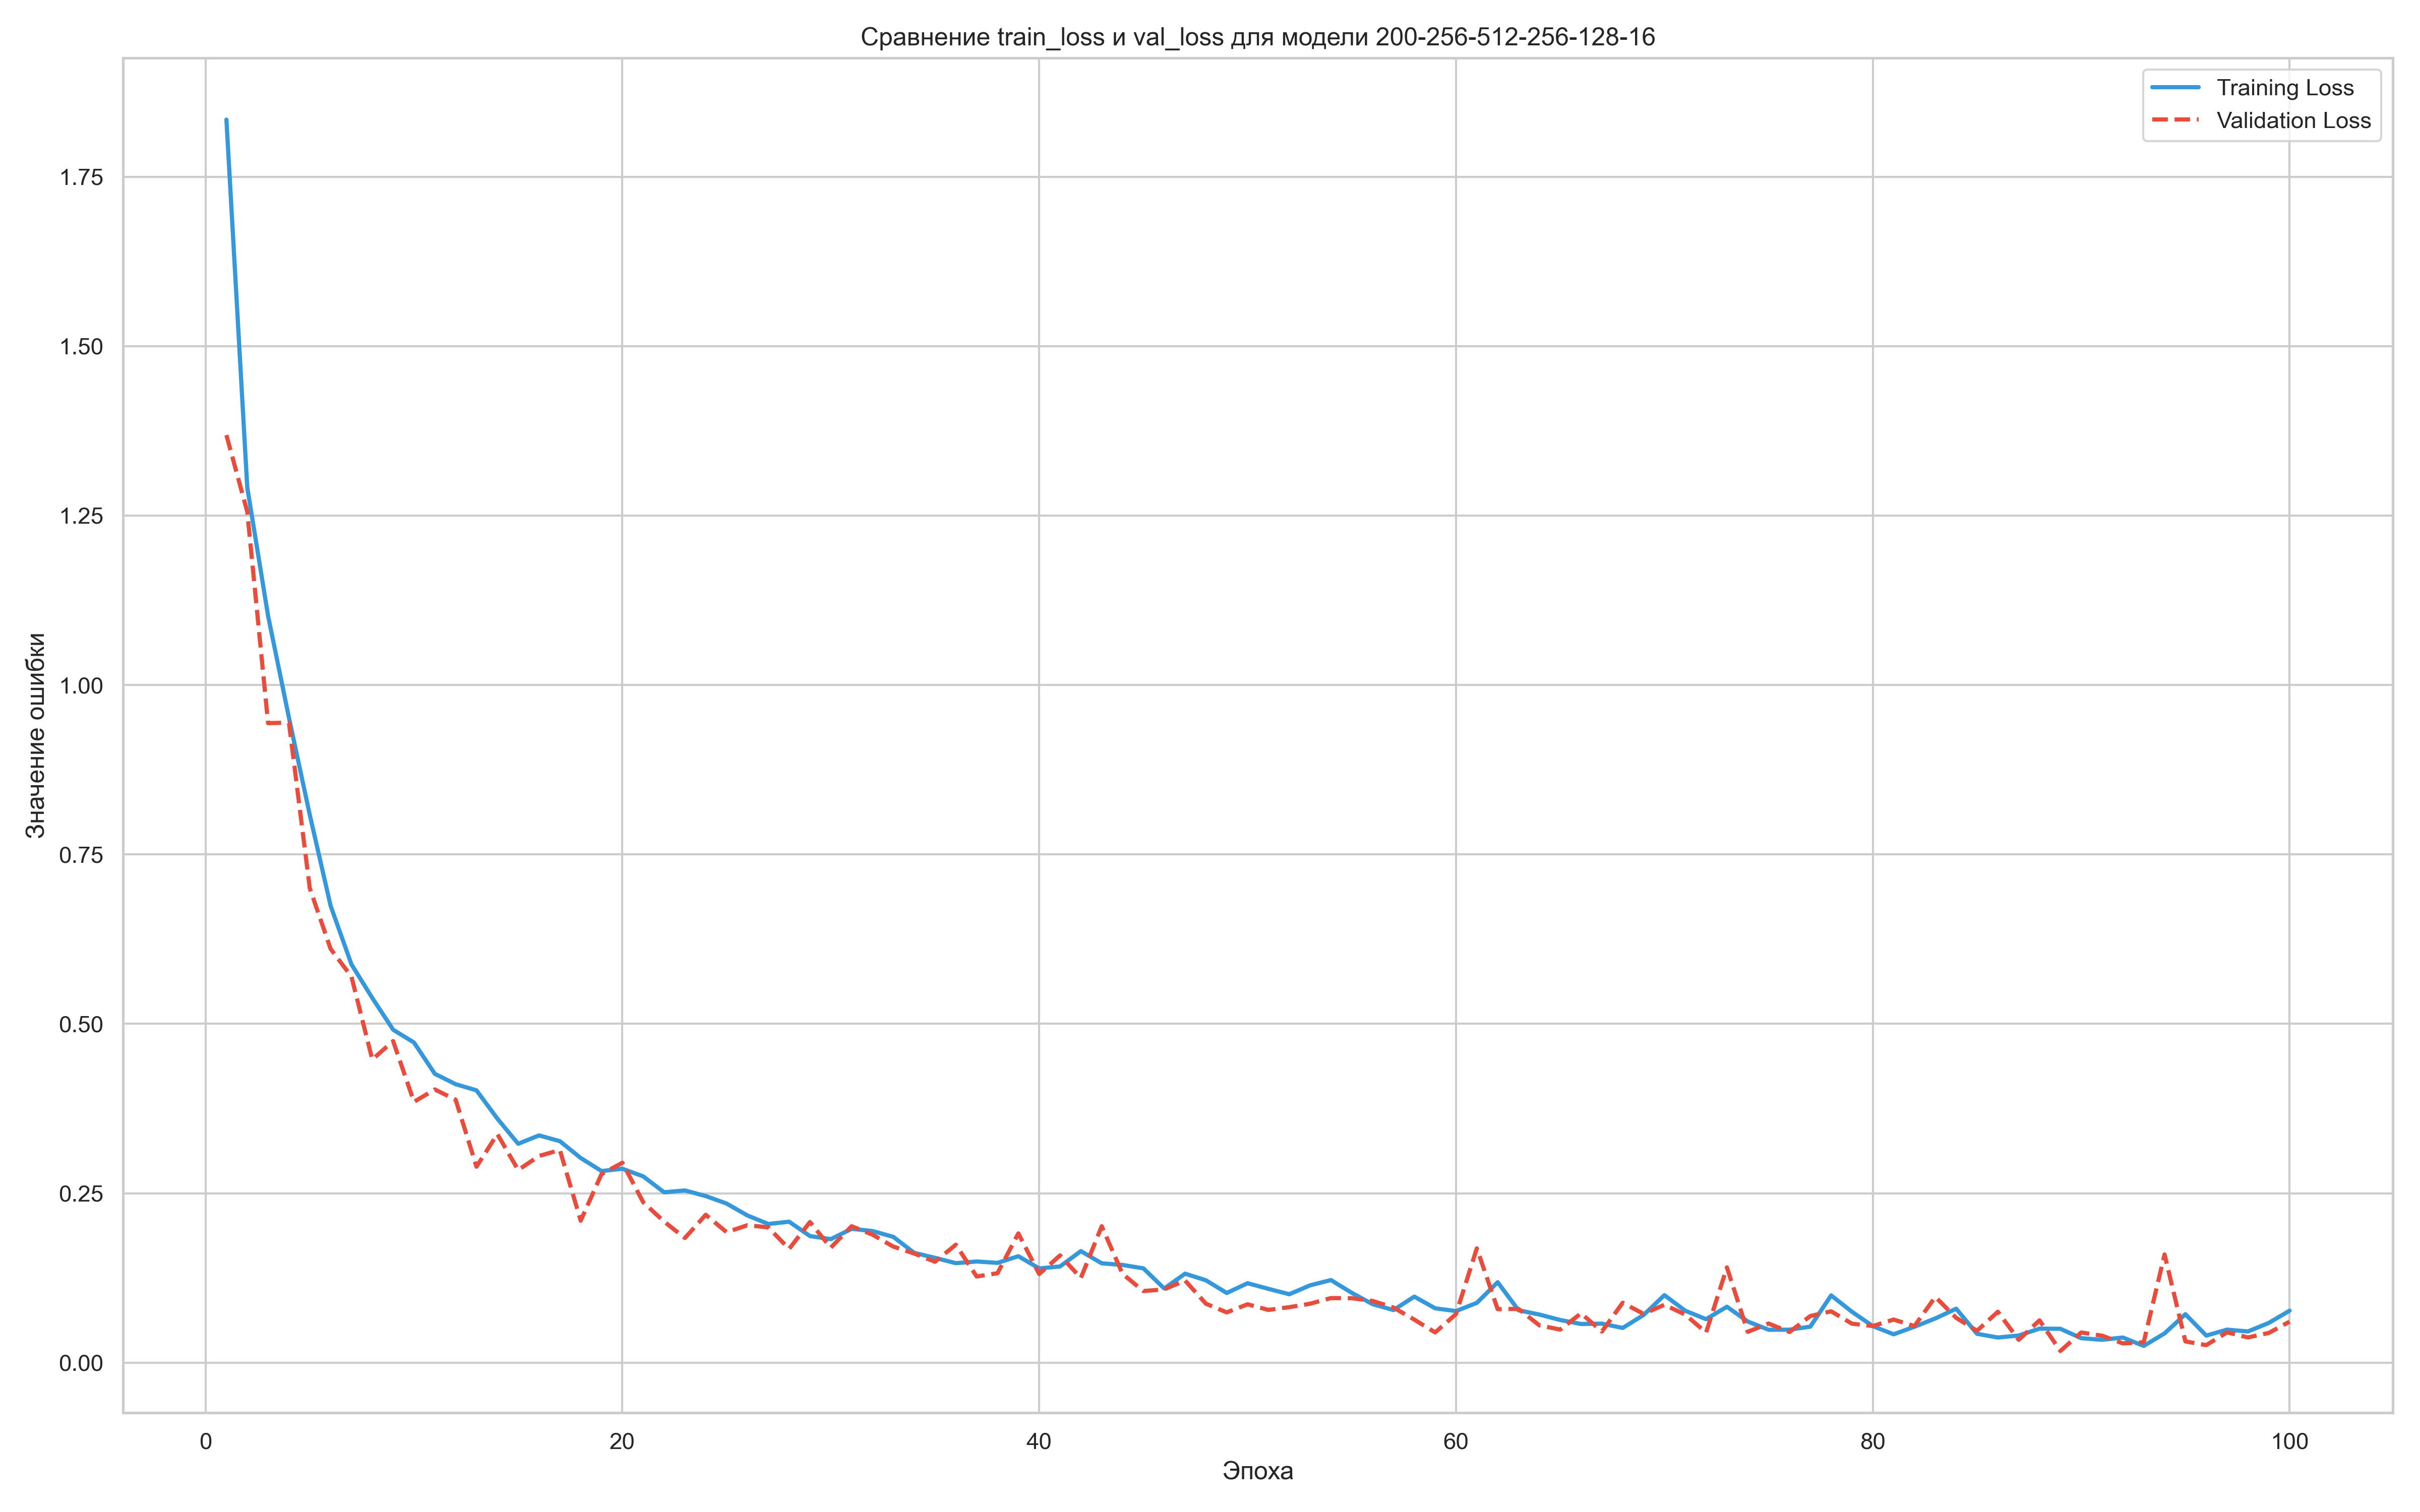 Сравнение train_loss и val_loss для модели 200-256-512-256-128-16
Training Loss
Validation Loss
Значение ошибки
1.75
1.50
1.25
1.00
0.75
0.50
0.25
0.00
0
20
40
60
80
100
Эпоха